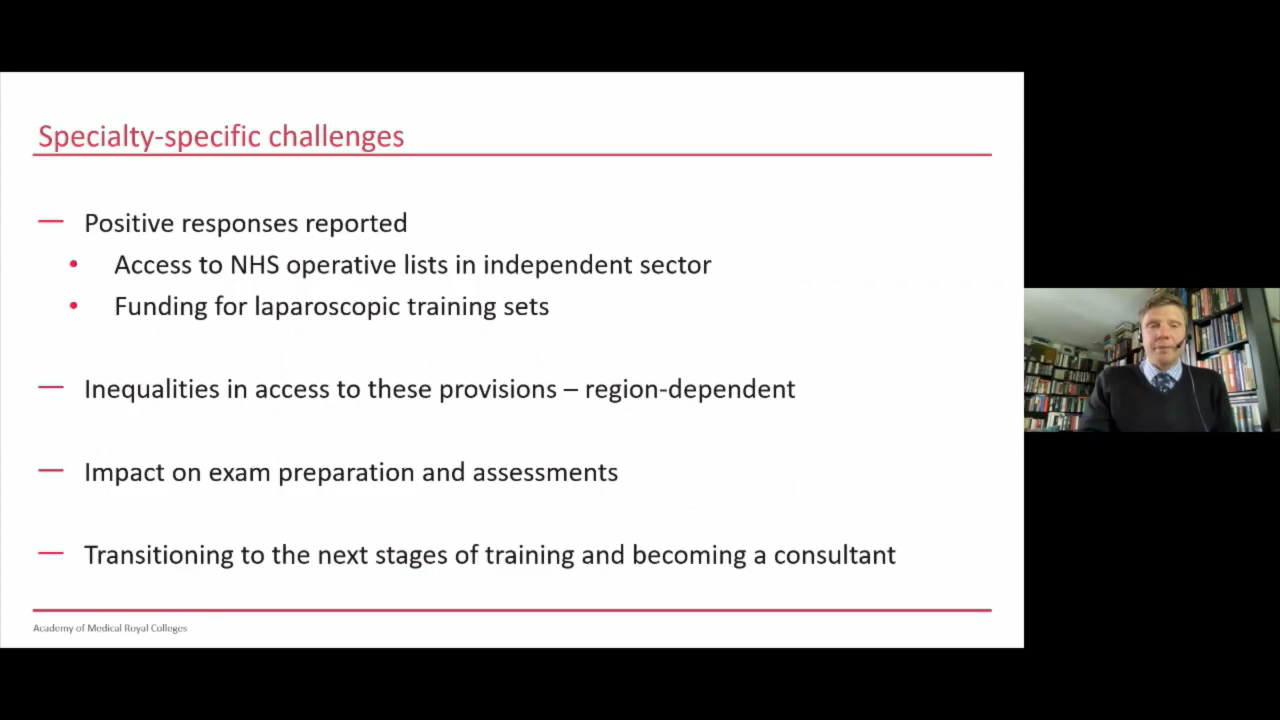 Specialty-specific challenges
— Positive responses reported
• Access to NHS operative lists in independent sector
• Funding for laparoscopic training sets
— Inequalities in access to these provisions – region-dependent
— Impact on exam preparation and assessments
— Transitioning to the next stages of training and becoming a consultant
Academy of Medical Royal Colleges